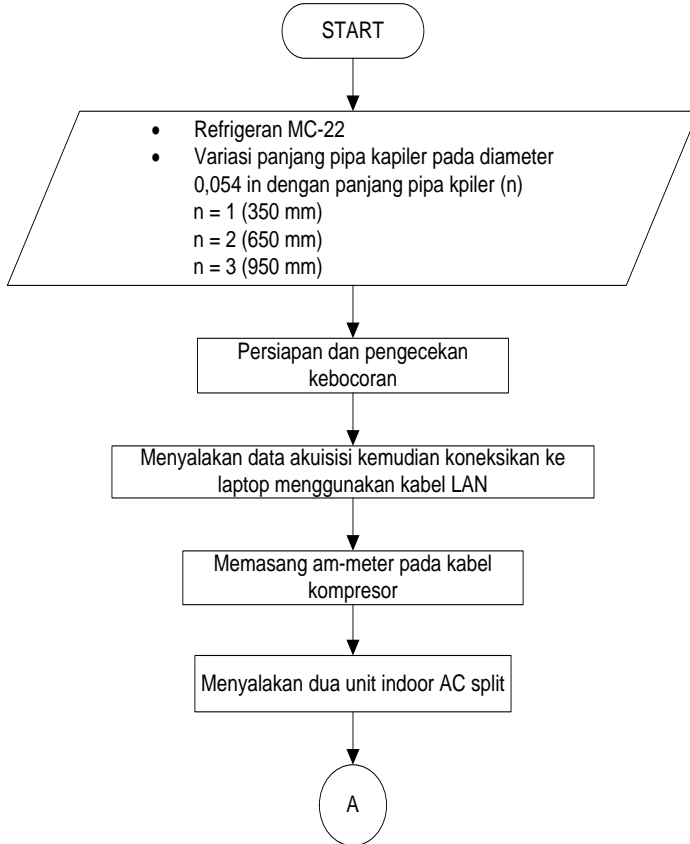 START
• Refrigeran MC-22
• Variasi panjang pipa kapiler pada diameter
0,054 in dengan panjang pipa kpiler (n)
n = 1 (350 mm)
n = 2 (650 mm)
n = 3 (950 mm)
Persiapan dan pengecekan
kebocoran
Menyalakan data akuisisi kemudian koneksikan ke
laptop menggunakan kabel LAN
Memasang am-meter pada kabel
kompresor
Menyalakan dua unit indoor AC split
A